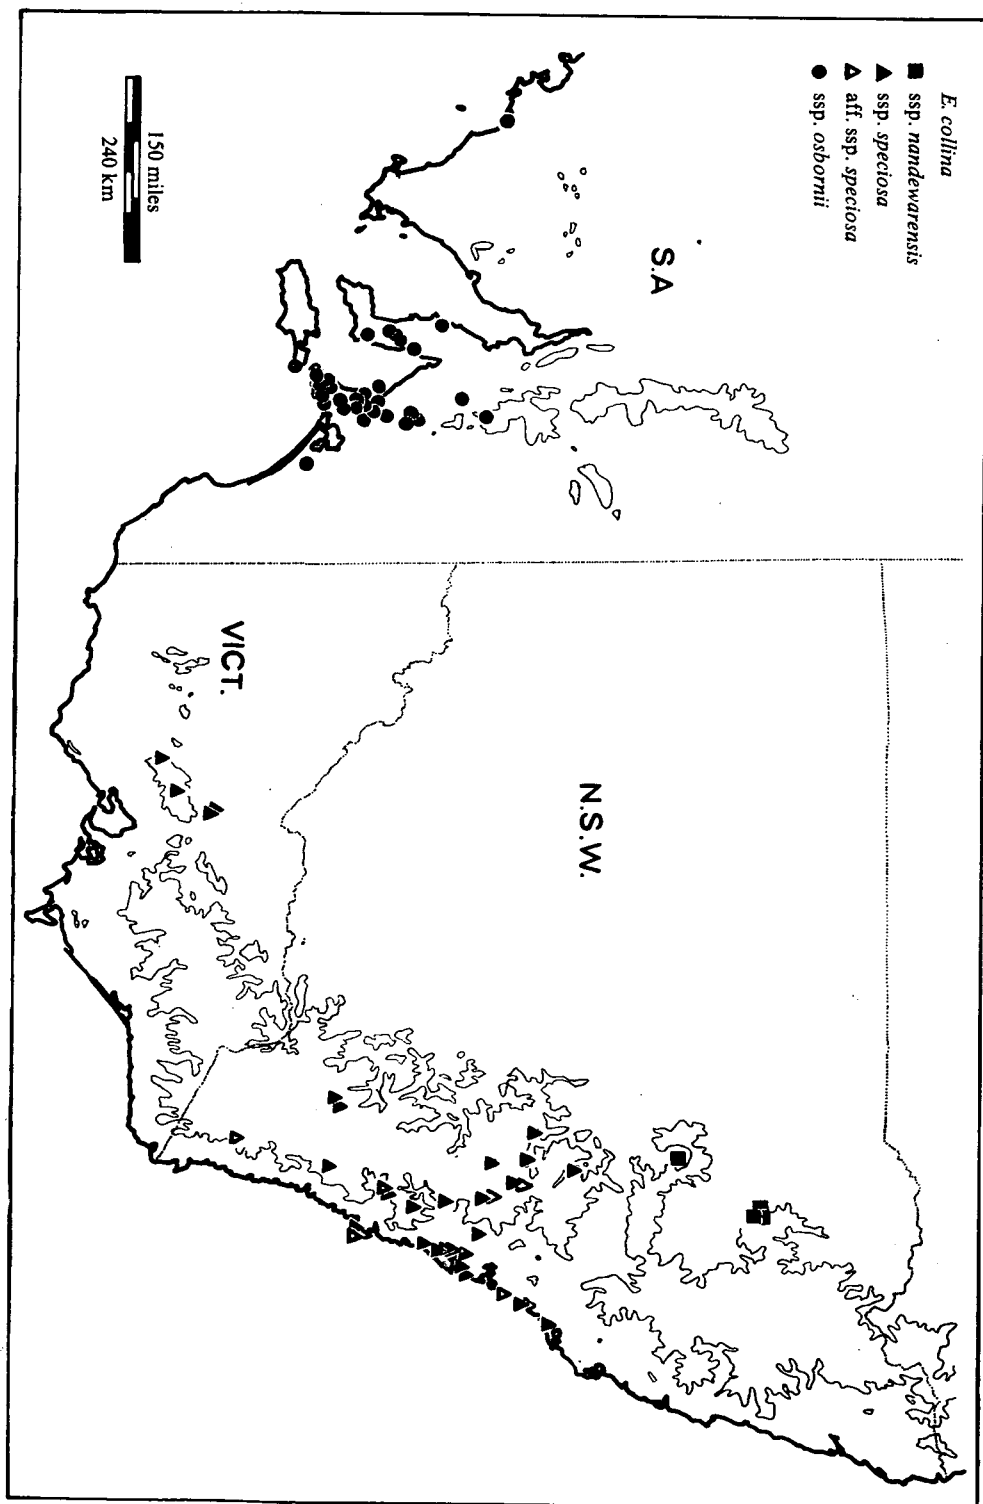 E. collina
■ ssp. nandewarensis
▲ ssp. speciosa
△ aff. ssp. speciosa
● ssp. osbornii
S.A
N.S.W.
VICT.
150 miles
240 km